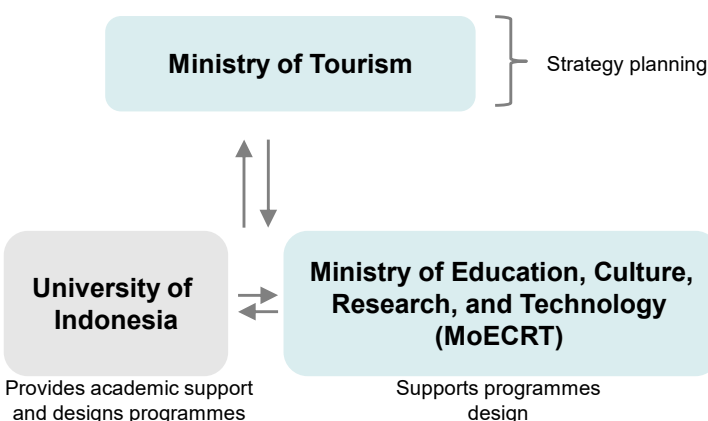 Ministry of Tourism
Strategy planning
University of
Indonesia
Ministry of Education, Culture,
Research, and Technology
(MoECRT)
Provides academic support
and designs programmes
Supports programmes
design